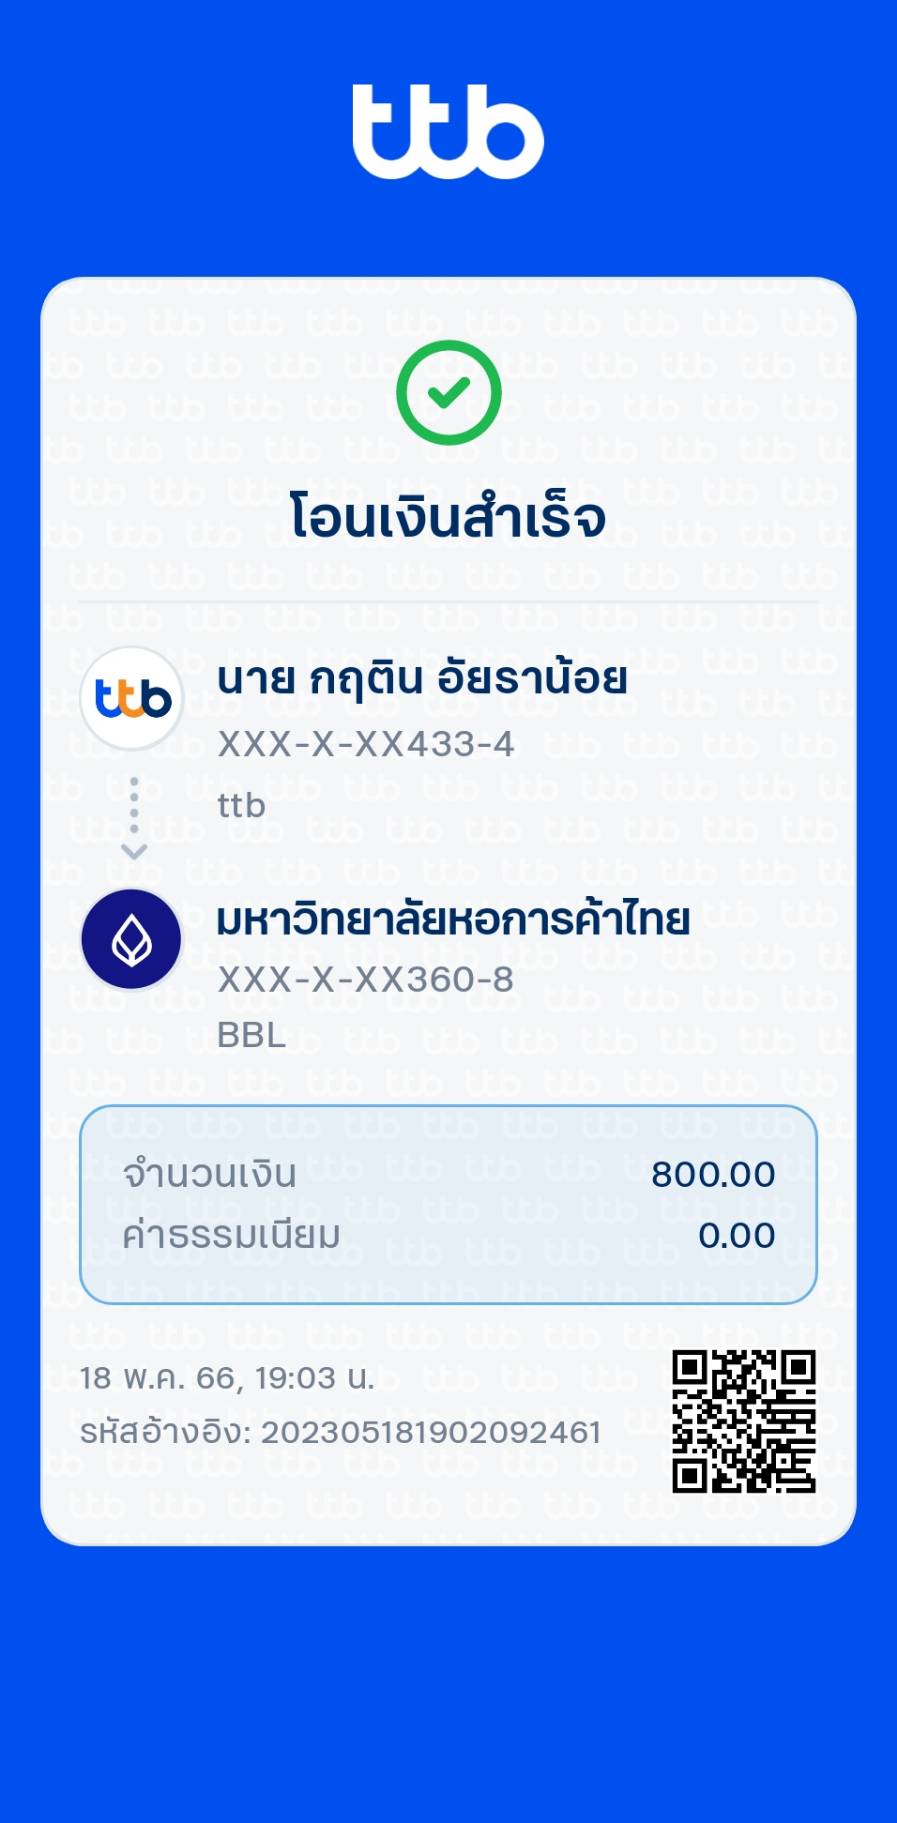 ttb
โอนเงินสำเร็จ
ttb
นาย กฤติน อัยราน้อย
XXX-X-XX433-4
ttb
มหาวิทยาลัยหอการค้าไทย
XXX-X-XX360-8
BBL
จำนวนเงิน 800.00
ค่าธรรมเนียม 0.00
18 พ.ค. 66, 19:03 น.
รหัสอ้างอิง: 202305181902092461